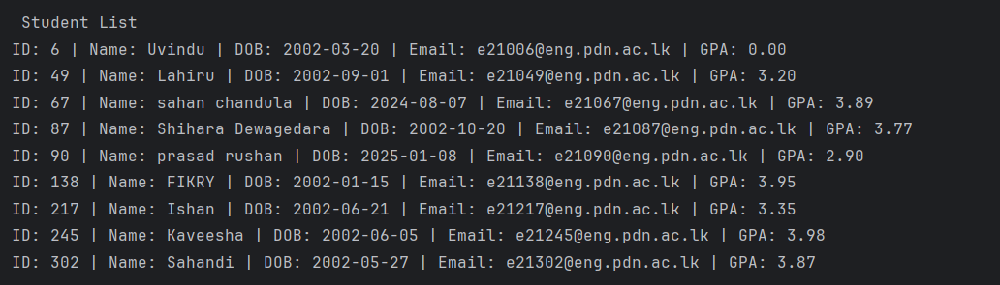 Student List
ID: 6 | Name: Uvindu | DOB: 2002-03-20 | Email: e21006@eng.pdn.ac.lk | GPA: 0.00
ID: 49 | Name: Lahiru | DOB: 2002-09-01 | Email: e21049@eng.pdn.ac.lk | GPA: 3.20
ID: 67 | Name: sahan chandula | DOB: 2024-08-07 | Email: e21067@eng.pdn.ac.lk | GPA: 3.89
ID: 87 | Name: Shihara Dewagedara | DOB: 2002-10-20 | Email: e21087@eng.pdn.ac.lk | GPA: 3.77
ID: 90 | Name: prasad rushan | DOB: 2025-01-08 | Email: e21090@eng.pdn.ac.lk | GPA: 2.90
ID: 138 | Name: FIKRY | DOB: 2002-01-15 | Email: e21138@eng.pdn.ac.lk | GPA: 3.95
ID: 217 | Name: Ishan | DOB: 2002-06-21 | Email: e21217@eng.pdn.ac.lk | GPA: 3.35
ID: 245 | Name: Kaveesha | DOB: 2002-06-05 | Email: e21245@eng.pdn.ac.lk | GPA: 3.98
ID: 302 | Name: Sahandi | DOB: 2002-05-27 | Email: e21302@eng.pdn.ac.lk | GPA: 3.87